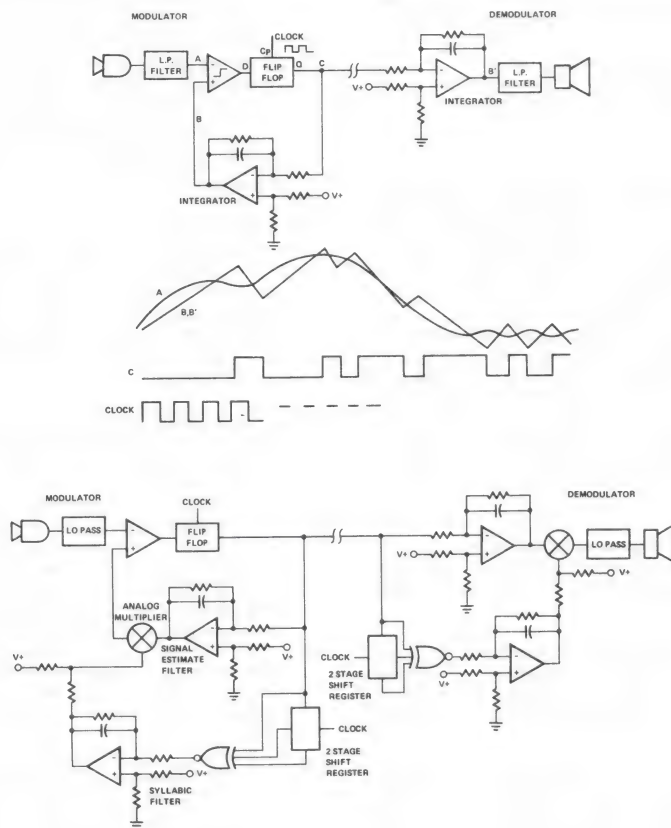 MODULATOR
DEMODULATOR
CLOCK
CP
L.P.
FILTER
A
D
FLIP
FLOP
Q
C
B
INTEGRATOR
V+
V+
INTEGRATOR
B'
L.P.
FILTER
A
B,B'
C
CLOCK
MODULATOR
DEMODULATOR
CLOCK
LO PASS
FLIP
FLOP
LO PASS
V+
V+
ANALOG
MULTIPLIER
SIGNAL
ESTIMATE
FILTER
V+
V+
CLOCK
2 STAGE
SHIFT
REGISTER
V+
CLOCK
2 STAGE
SHIFT
REGISTER
V+
SYLLABIC
FILTER